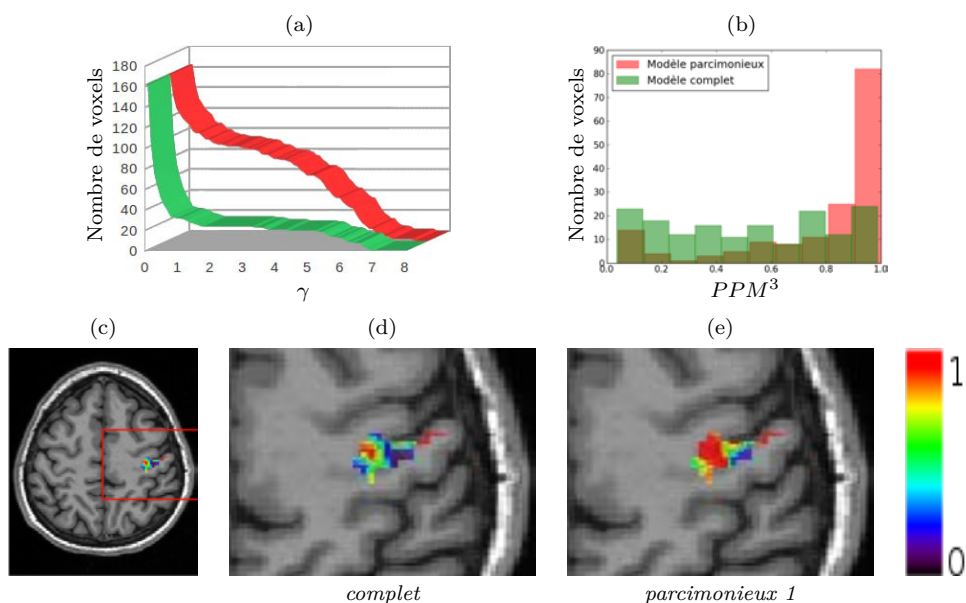 (a)
Nombre de voxels
180
160
140
120
100
80
60
40
20
0
0 1 2 3 4 5 6 7 8
γ
(b)
Nombre de voxels
90
80
70
60
50
40
30
20
10
0
Modèle parcimonieux
Modèle complet
0.0 0.2 0.4 0.6 0.8 1.0
PPM³
(c)
(d)
(e)
1
0
complet
parcimonieux 1